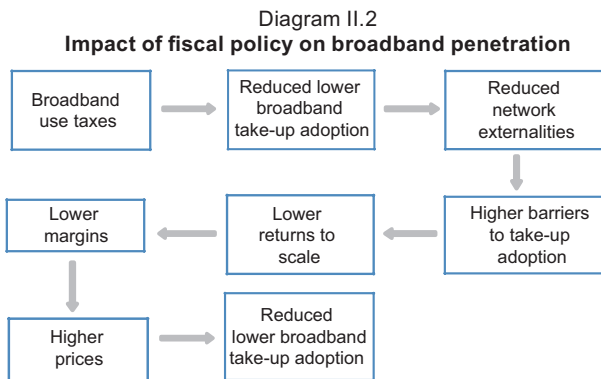 Diagram II.2
Impact of fiscal policy on broadband penetration
Broadband
use taxes
Reduced lower
broadband
take-up adoption
Reduced
network
externalities
Higher barriers
to take-up
adoption
Lower
returns to
scale
Lower
margins
Higher
prices
Reduced
lower broadband
take-up adoption